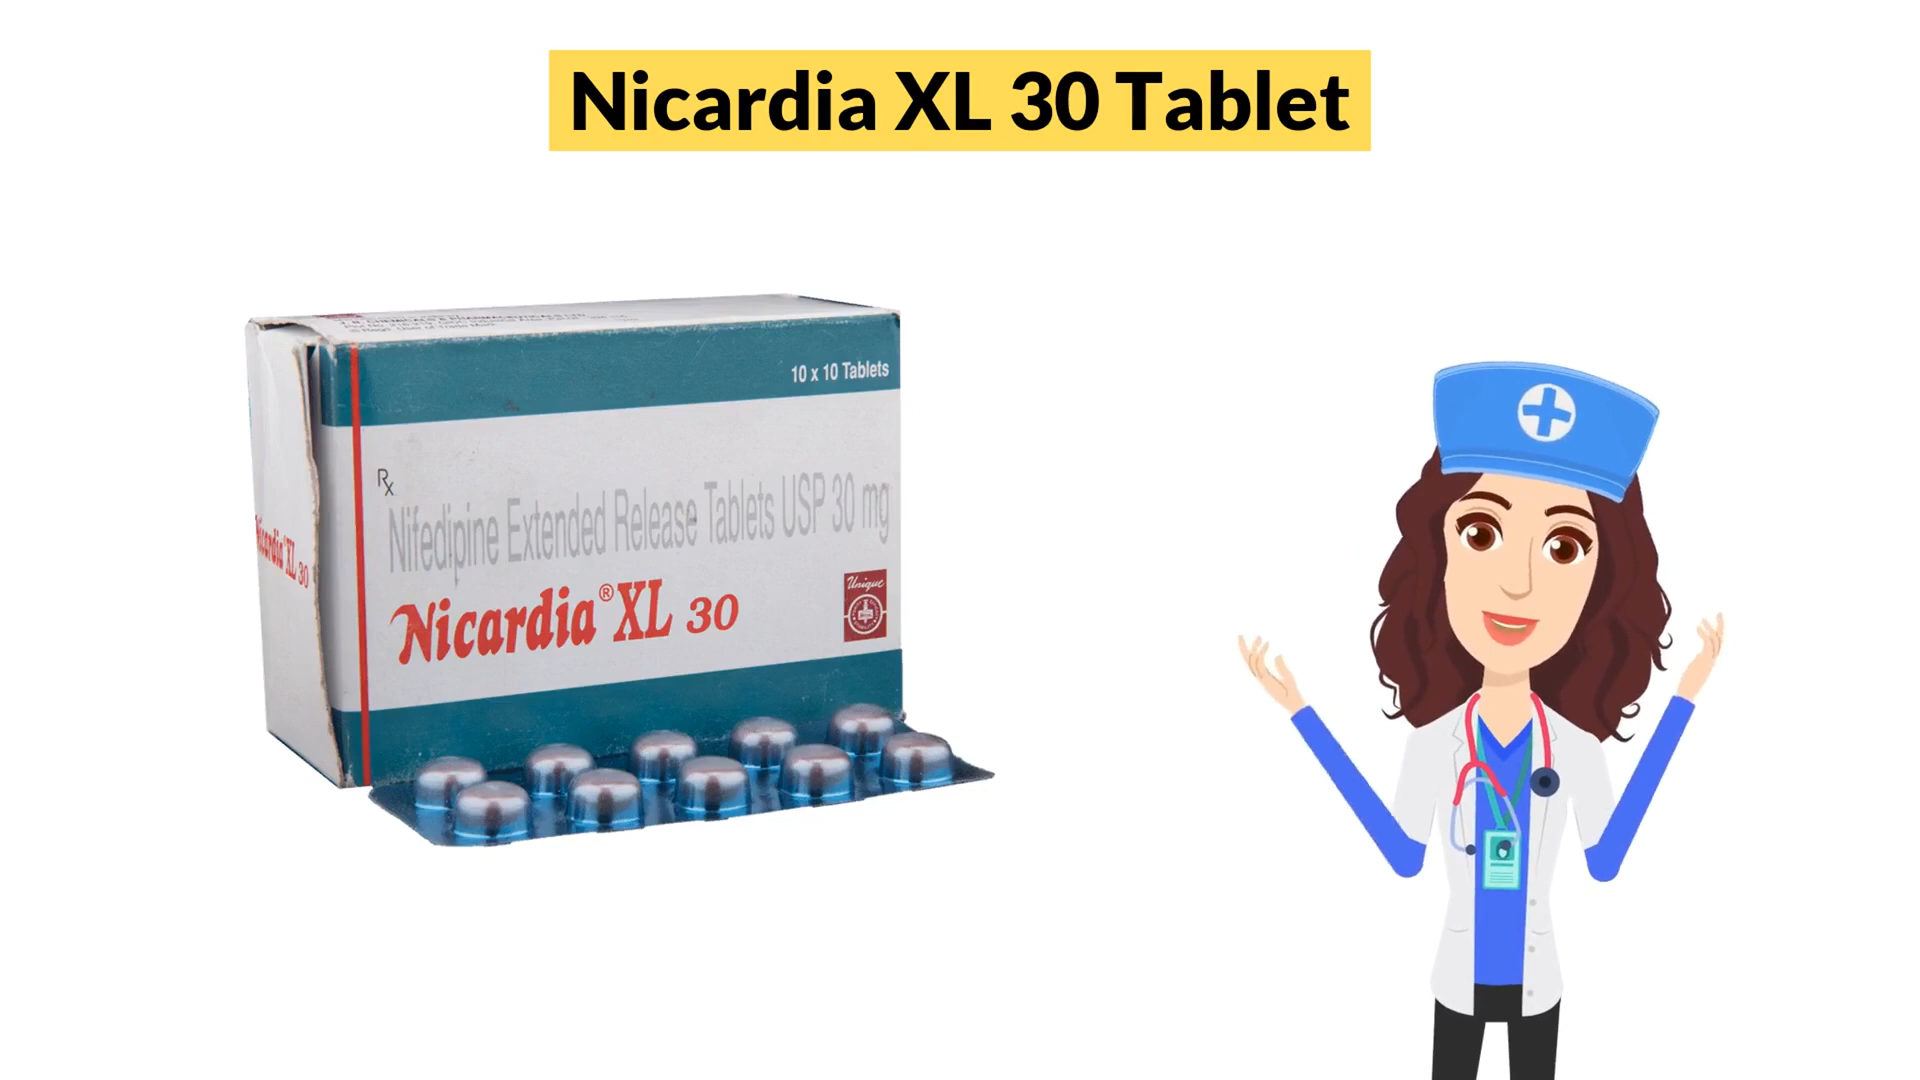 Nicardia XL 30 Tablet
10 x 10 Tablets
Rx
Nifedipine Extended Release Tablets USP 30 mg
Nicardia® XL 30
Unique
Nicardia® XL 30